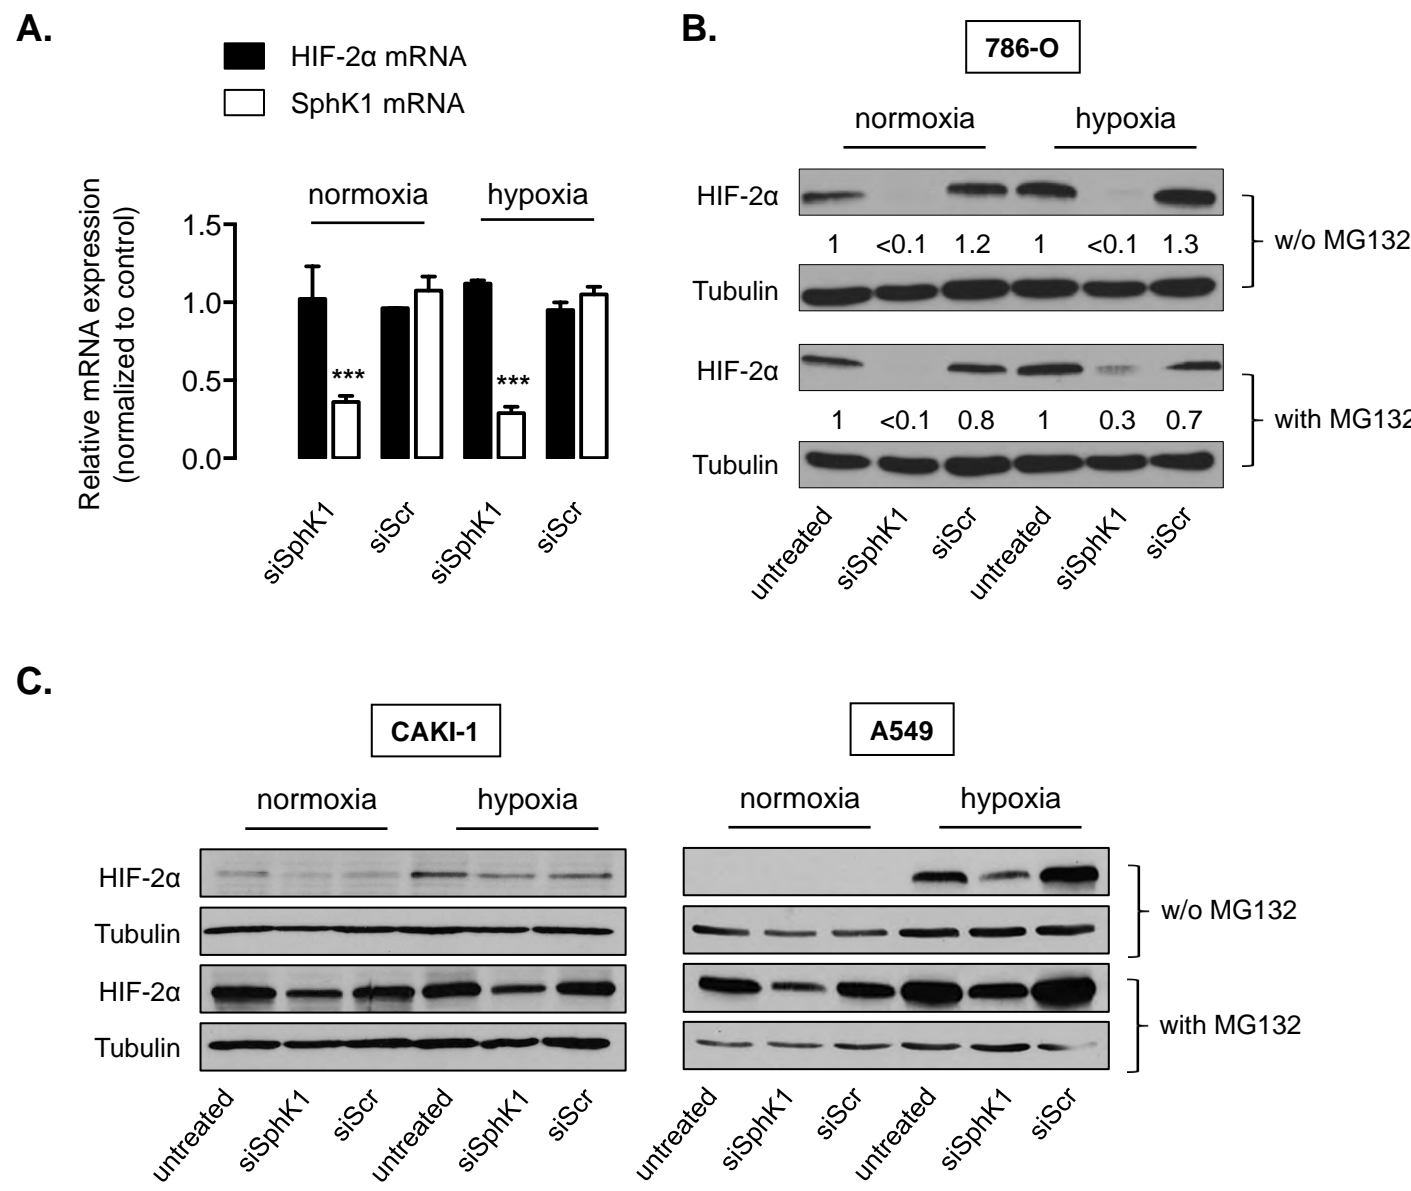 A.
HIF-2α mRNA
SphK1 mRNA
Relative mRNA expression
(normalized to control)
normoxia hypoxia
1.5
1.0
0.5
0.0
*** ***
siSphK1 siScr siSphK1 siScr
B.
786-O
normoxia hypoxia
HIF-2α
1 <0.1 1.2 1 <0.1 1.3
w/o MG132
Tubulin
HIF-2α
1 <0.1 0.8 1 0.3 0.7
with MG132
Tubulin
untreated siSphK1 siScr untreated siSphK1 siScr
C.
CAKI-1
normoxia hypoxia
HIF-2α
Tubulin
HIF-2α
Tubulin
untreated siSphK1 siScr untreated siSphK1 siScr
A549
normoxia hypoxia
w/o MG132
with MG132
untreated siSphK1 siScr untreated siSphK1 siScr